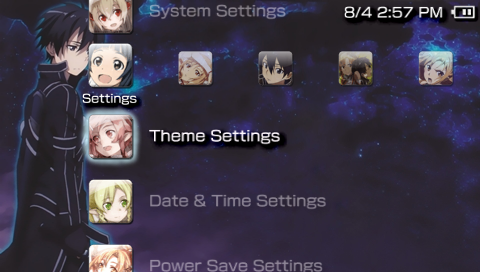 System Settings
8/4 2:57 PM
Settings
Theme Settings
Date & Time Settings
Power Save Settings